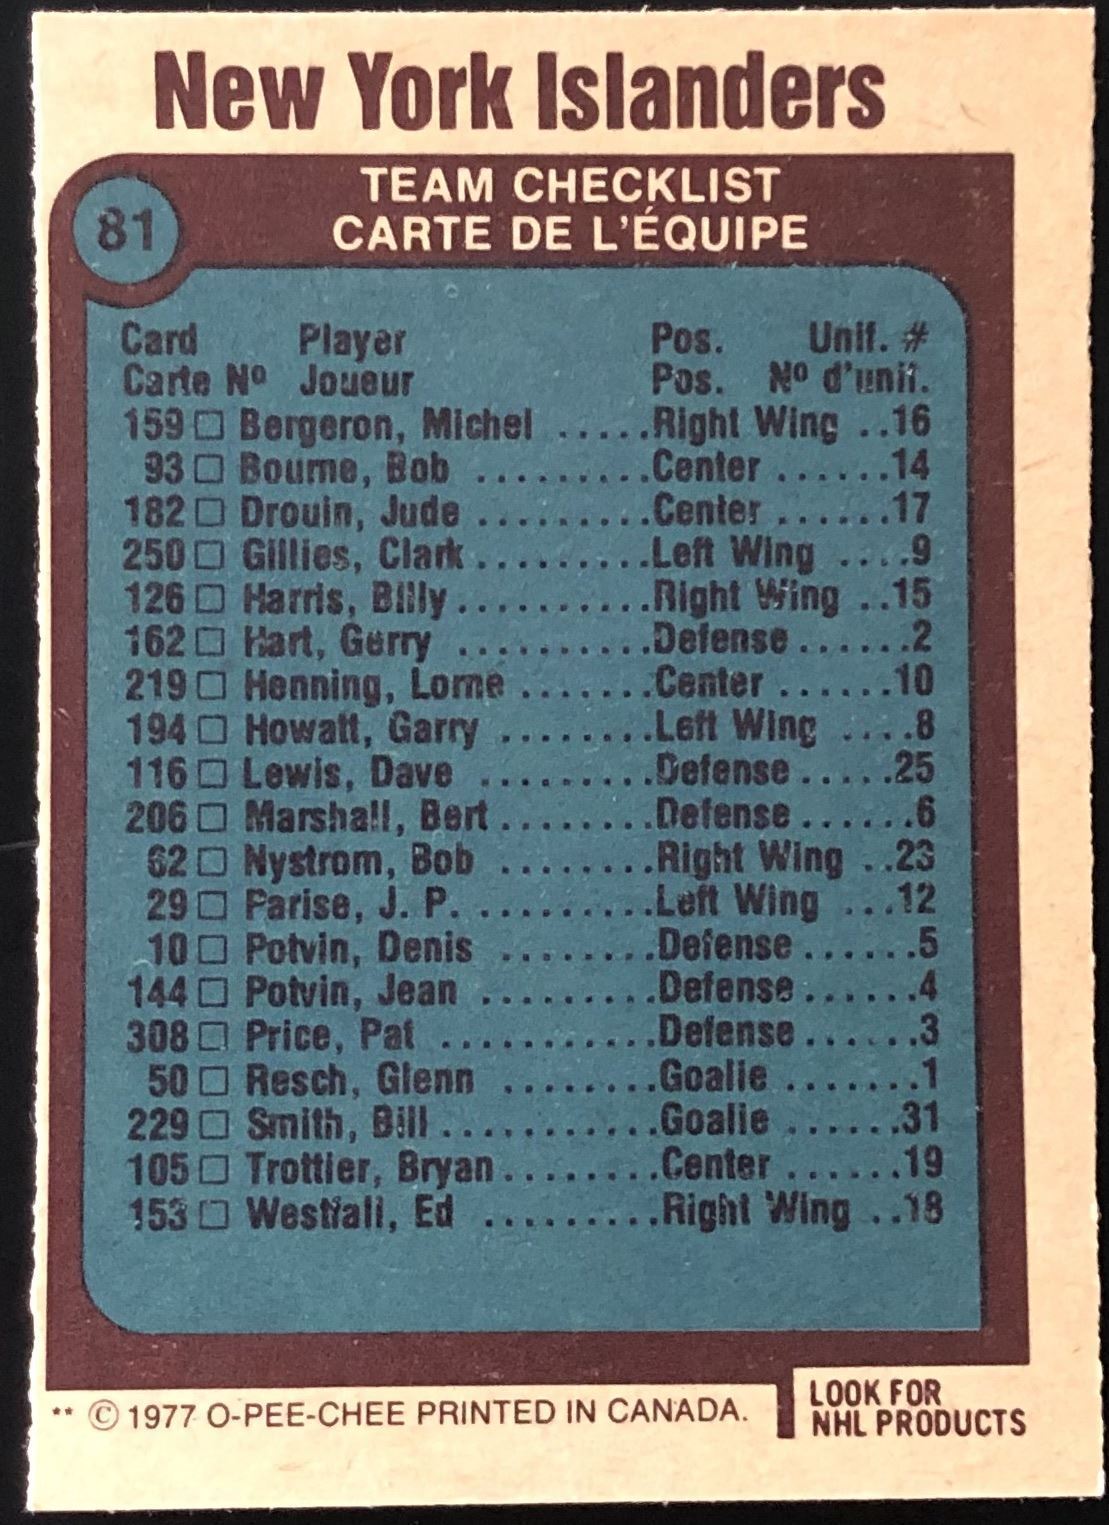 New York Islanders
81
TEAM CHECKLIST
CARTE DE L'ÉQUIPE
Card Player Pos. Unif. #
Carte Nº Joueur Pos. Nº d'unif.
159 □ Bergeron, Michel .....Right Wing ..16
93 □ Bourne, Bob .........Center ......14
182 □ Drouin, Jude .........Center ......17
250 □ Gillies, Clark.........Left Wing ....9
126 □ Harris, Billy..........Right Wing ..15
162 □ Hart, Gerry ..........Defense......2
219 □ Henning, Lorne .......Center ......10
194 □ Howatt, Garry ........Left Wing ....8
116 □ Lewis, Dave .........Defense.....25
206 □ Marshall, Bert ........Defense......6
62 □ Nystrom, Bob ........Right Wing ..23
29 □ Parise, J. P. .........Left Wing ...12
10 □ Potvin, Denis ........Defense......5
144 □ Potvin, Jean .........Defense......4
308 □ Price, Pat ...........Defense......3
50 □ Resch, Glenn ........Goalie .......1
229 □ Smith, Bill ...........Goalie ......31
105 □ Trottier, Bryan........Center ......19
153 □ Westfall, Ed .........Right Wing ..18
** © 1977 O-PEE-CHEE PRINTED IN CANADA.
LOOK FOR
NHL PRODUCTS